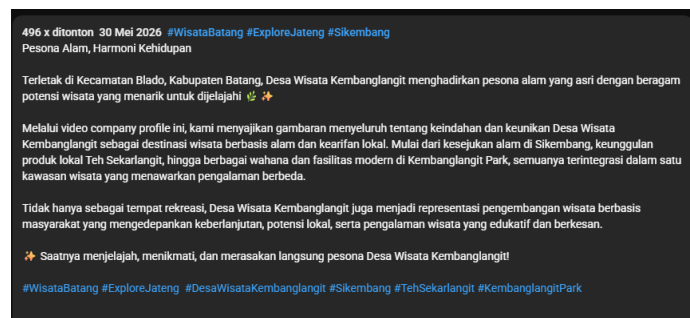 496 x ditonton 30 Mei 2026 #WisataBatang #ExploreJateng #Sikembang
Pesona Alam, Harmoni Kehidupan
Terletak di Kecamatan Blado, Kabupaten Batang, Desa Wisata Kembanglangit menghadirkan pesona alam yang asri dengan beragam
potensi wisata yang menarik untuk dijelajahi 🌿 ✨
Melalui video company profile ini, kami menyajikan gambaran menyeluruh tentang keindahan dan keunikan Desa Wisata
Kembanglangit sebagai destinasi wisata berbasis alam dan kearifan lokal. Mulai dari kesejukan alam di Sikembang, keunggulan
produk lokal Teh Sekarlangit, hingga berbagai wahana dan fasilitas modern di Kembanglangit Park, semuanya terintegrasi dalam satu
kawasan wisata yang menawarkan pengalaman berbeda.
Tidak hanya sebagai tempat rekreasi, Desa Wisata Kembanglangit juga menjadi representasi pengembangan wisata berbasis
masyarakat yang mengedepankan keberlanjutan, potensi lokal, serta pengalaman wisata yang edukatif dan berkesan.
✨ Saatnya menjelajah, menikmati, dan merasakan langsung pesona Desa Wisata Kembanglangit!
#WisataBatang #ExploreJateng #DesaWisataKembanglangit #Sikembang #TehSekarlangit #KembanglangitPark